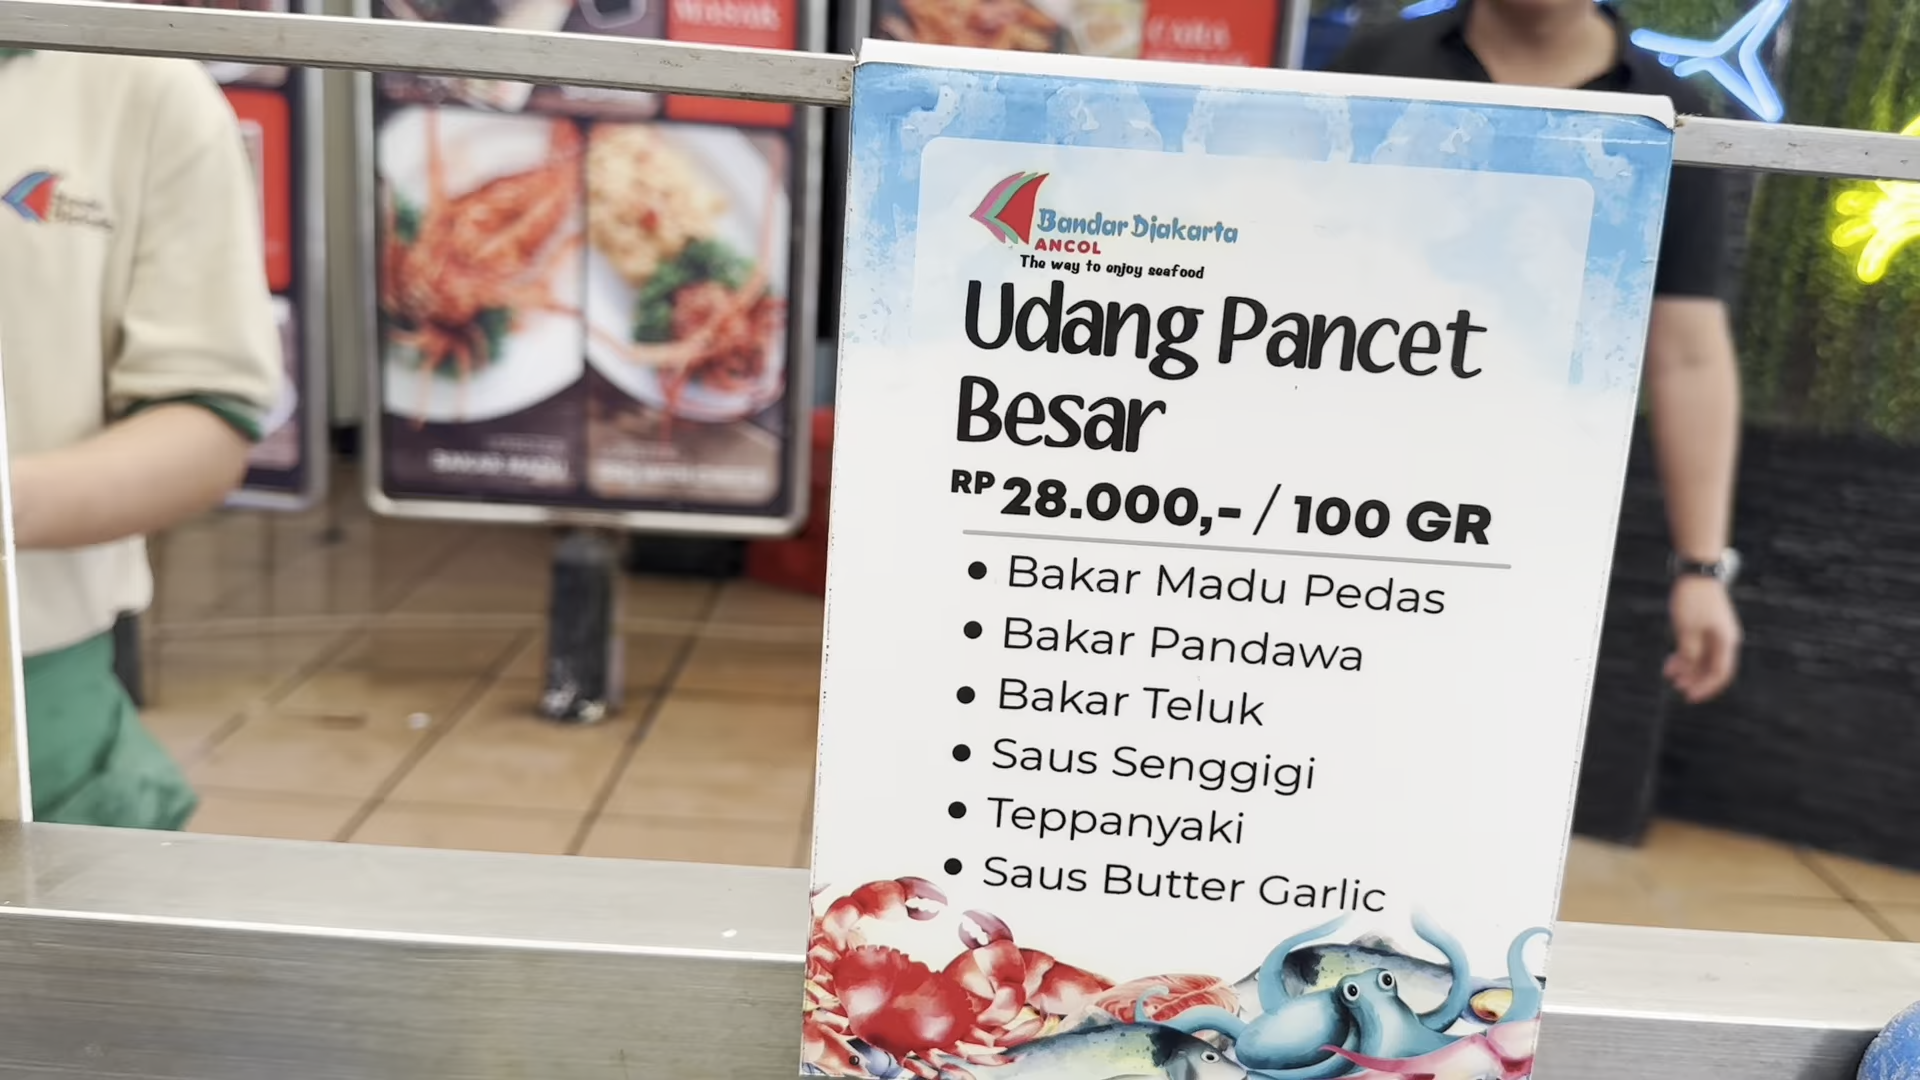 Bandar Djakarta
ANCOL
The way to enjoy seafood
Udang Pancet
Besar
RP 28.000,- / 100 GR
• Bakar Madu Pedas
• Bakar Pandawa
• Bakar Teluk
• Saus Senggigi
• Teppanyaki
• Saus Butter Garlic